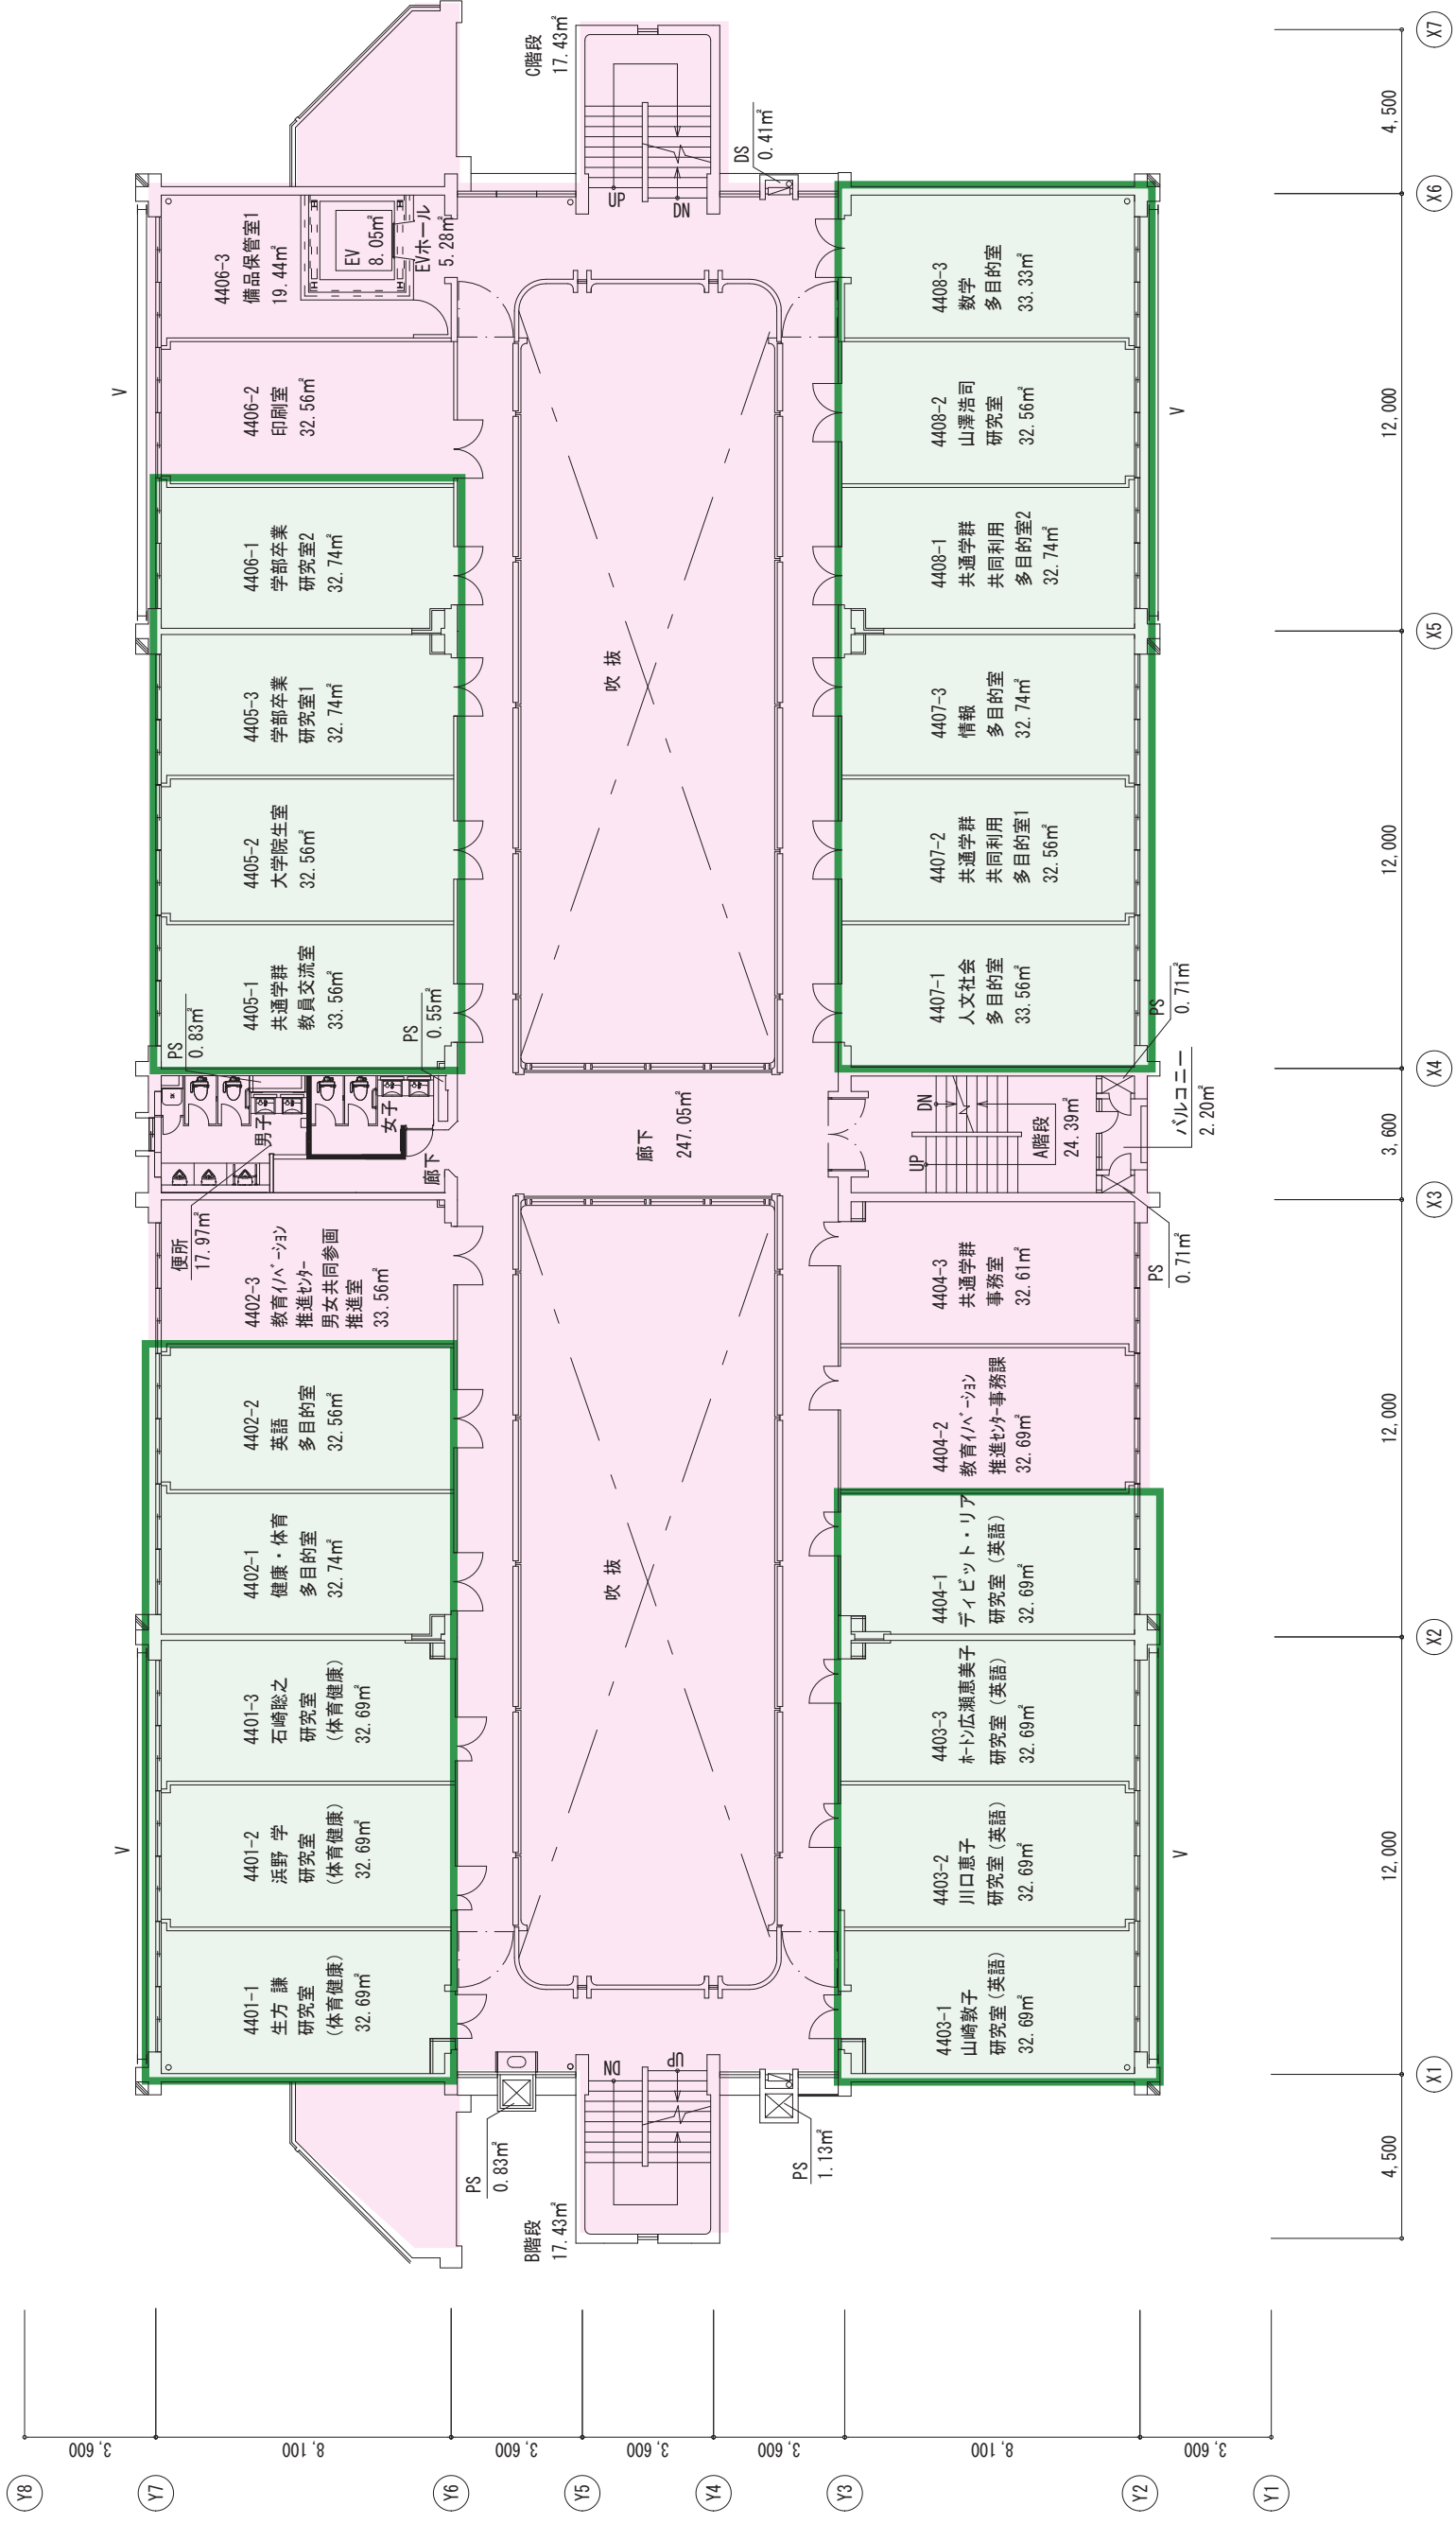 4401-1
生方 謙
研究室
(体育健康)
32.69㎡
4401-2
浜野 学
研究室
(体育健康)
32.69㎡
4401-3
石崎聡之
研究室
(体育健康)
32.69㎡
4402-1
健康・体育
多目的室
32.74㎡
4402-2
英語
多目的室
32.56㎡
4402-3
教育イノベーション
推進センター
男女共同参画
推進室
33.56㎡
便所
17.97㎡
男子
女子
廊下
PS
0.83㎡
PS
0.55㎡
4405-1
共通学群
教員交流室
33.56㎡
4405-2
大学院生室
32.56㎡
4405-3
学部卒業
研究室1
32.74㎡
4406-1
学部卒業
研究室2
32.74㎡
4406-2
印刷室
32.56㎡
4406-3
備品保管室1
19.44㎡
EV
8.05㎡
EVホール
5.28㎡
V
V
B階段
17.43㎡
DN
UP
PS
0.83㎡
PS
1.13㎡
吹抜
廊下
247.05㎡
吹抜
C階段
17.43㎡
UP
DN
DS
0.41㎡
4403-1
山崎敦子
研究室(英語)
32.69㎡
4403-2
川口恵子
研究室(英語)
32.69㎡
4403-3
ホートン広瀬恵美子
研究室(英語)
32.69㎡
4404-1
ディビット・リア
研究室(英語)
32.69㎡
4404-2
教育イノベーション
推進センター事務課
32.69㎡
4404-3
共通学群
事務室
32.61㎡
UP
DN
A階段
24.39㎡
PS
0.71㎡
バルコニー
2.20㎡
PS
0.71㎡
4407-1
人文社会
多目的室
33.56㎡
4407-2
共通学群
共同利用
多目的室1
32.56㎡
4407-3
情報
多目的室
32.74㎡
4408-1
共通学群
共同利用
多目的室2
32.74㎡
4408-2
山澤浩司
研究室
32.56㎡
4408-3
数学
多目的室
33.33㎡
V
V
4,500
12,000
12,000
3,600
12,000
12,000
4,500
X1
X2
X3
X4
X5
X6
X7
Y8
Y7
Y6
Y5
Y4
Y3
Y2
Y1
3,600
8,100
3,600
3,600
3,600
8,100
3,600